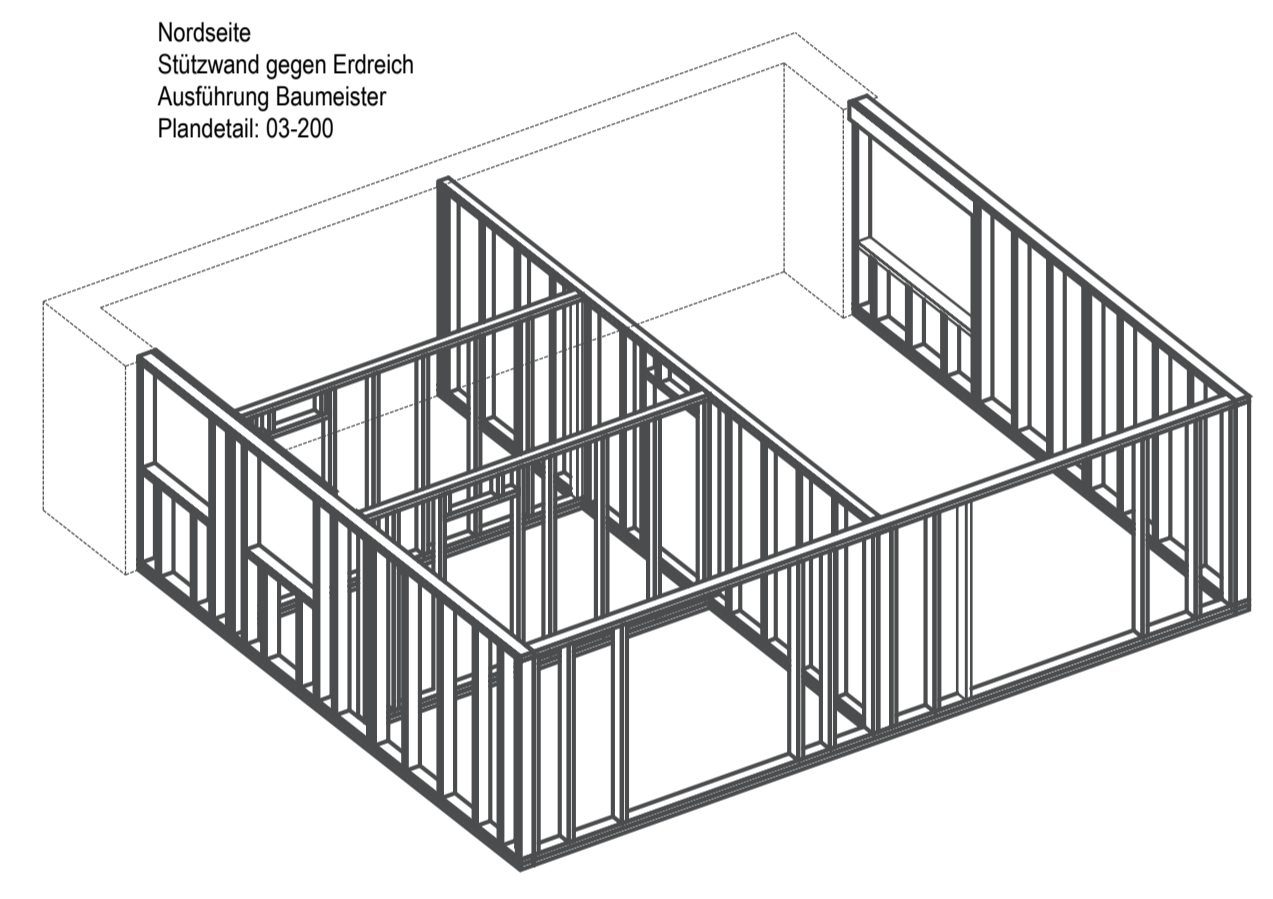 Nordseite
Stützwand gegen Erdreich
Ausführung Baumeister
Plandetail: 03-200